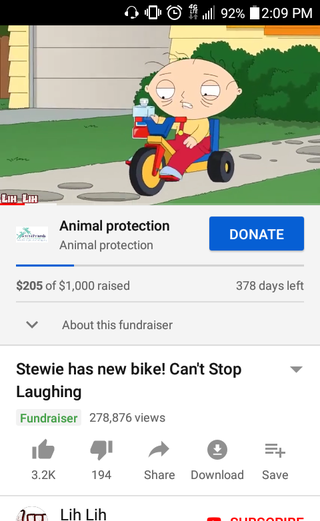 4G
LTE
92% 2:09 PM
Lih_Lih
Animal protection
Animal protection
DONATE
$205 of $1,000 raised
378 days left
About this fundraiser
Stewie has new bike! Can't Stop
Laughing
Fundraiser 278,876 views
3.2K 194 Share Download Save
Lih Lih
SUBSCRIBE